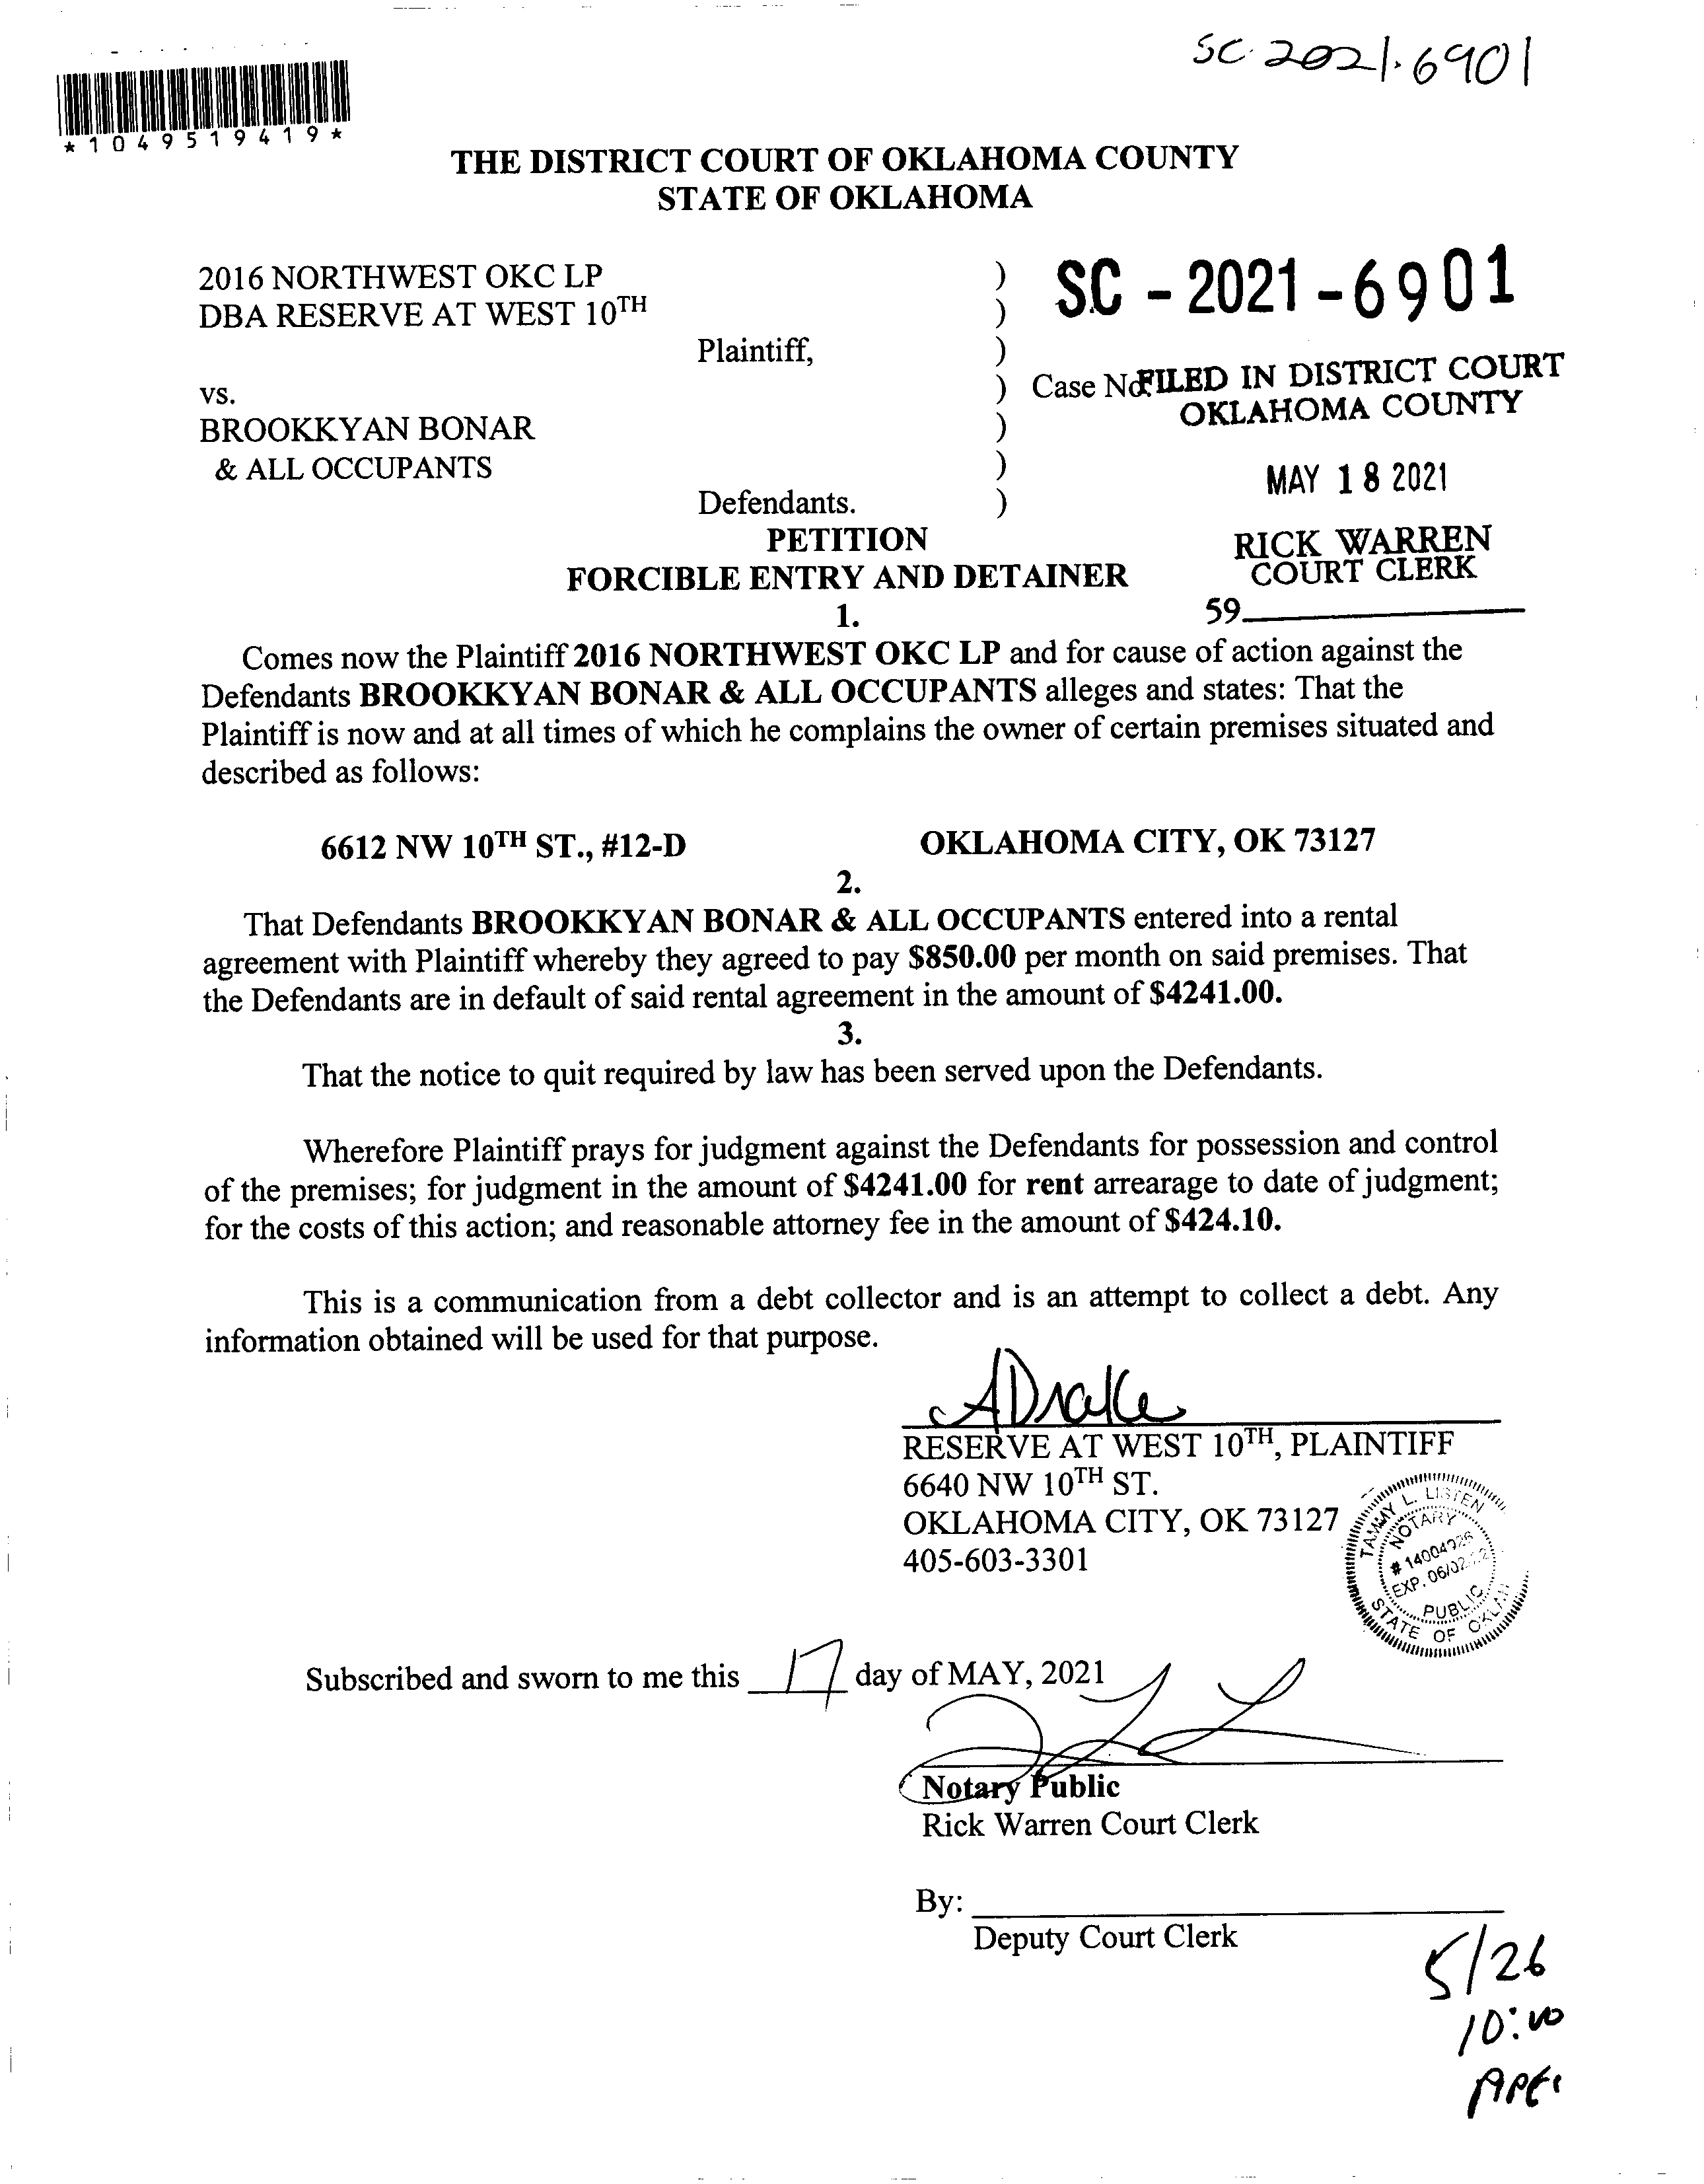 SC-2021-6901
*1049519419*
THE DISTRICT COURT OF OKLAHOMA COUNTY
STATE OF OKLAHOMA
2016 NORTHWEST OKC LP )
DBA RESERVE AT WEST 10TH )
Plaintiff, )
vs. )
BROOKKYAN BONAR )
& ALL OCCUPANTS )
Defendants. )
SC - 2021 - 6901
Case No.
FILED IN DISTRICT COURT
OKLAHOMA COUNTY
MAY 18 2021
RICK WARREN
COURT CLERK
59
PETITION
FORCIBLE ENTRY AND DETAINER
1.
Comes now the Plaintiff 2016 NORTHWEST OKC LP and for cause of action against the
Defendants BROOKKYAN BONAR & ALL OCCUPANTS alleges and states: That the
Plaintiff is now and at all times of which he complains the owner of certain premises situated and
described as follows:
6612 NW 10TH ST., #12-D OKLAHOMA CITY, OK 73127
2.
That Defendants BROOKKYAN BONAR & ALL OCCUPANTS entered into a rental
agreement with Plaintiff whereby they agreed to pay $850.00 per month on said premises. That
the Defendants are in default of said rental agreement in the amount of $4241.00.
3.
That the notice to quit required by law has been served upon the Defendants.
Wherefore Plaintiff prays for judgment against the Defendants for possession and control
of the premises; for judgment in the amount of $4241.00 for rent arrearage to date of judgment;
for the costs of this action; and reasonable attorney fee in the amount of $424.10.
This is a communication from a debt collector and is an attempt to collect a debt. Any
information obtained will be used for that purpose.
ADrake
RESERVE AT WEST 10TH, PLAINTIFF
6640 NW 10TH ST.
OKLAHOMA CITY, OK 73127
405-603-3301
TAMMY L. LISTEN
NOTARY
# 14004926
EXP. 06/02
PUBLIC
STATE OF
Subscribed and sworn to me this 17 day of MAY, 2021
Notary Public
Rick Warren Court Clerk
By:
Deputy Court Clerk
5/26
10:00